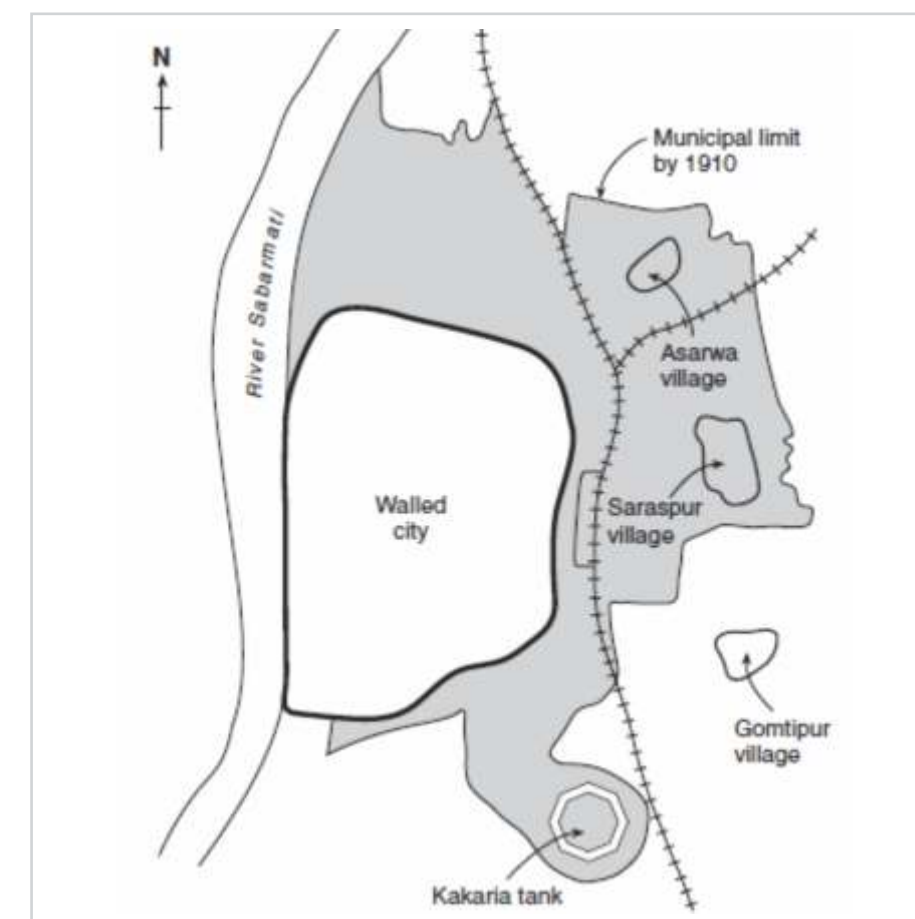 N
Municipal limit
by 1910
River Sabarmati
Asarwa
village
Walled
city
Saraspur
village
Gomtipur
village
Kakaria tank